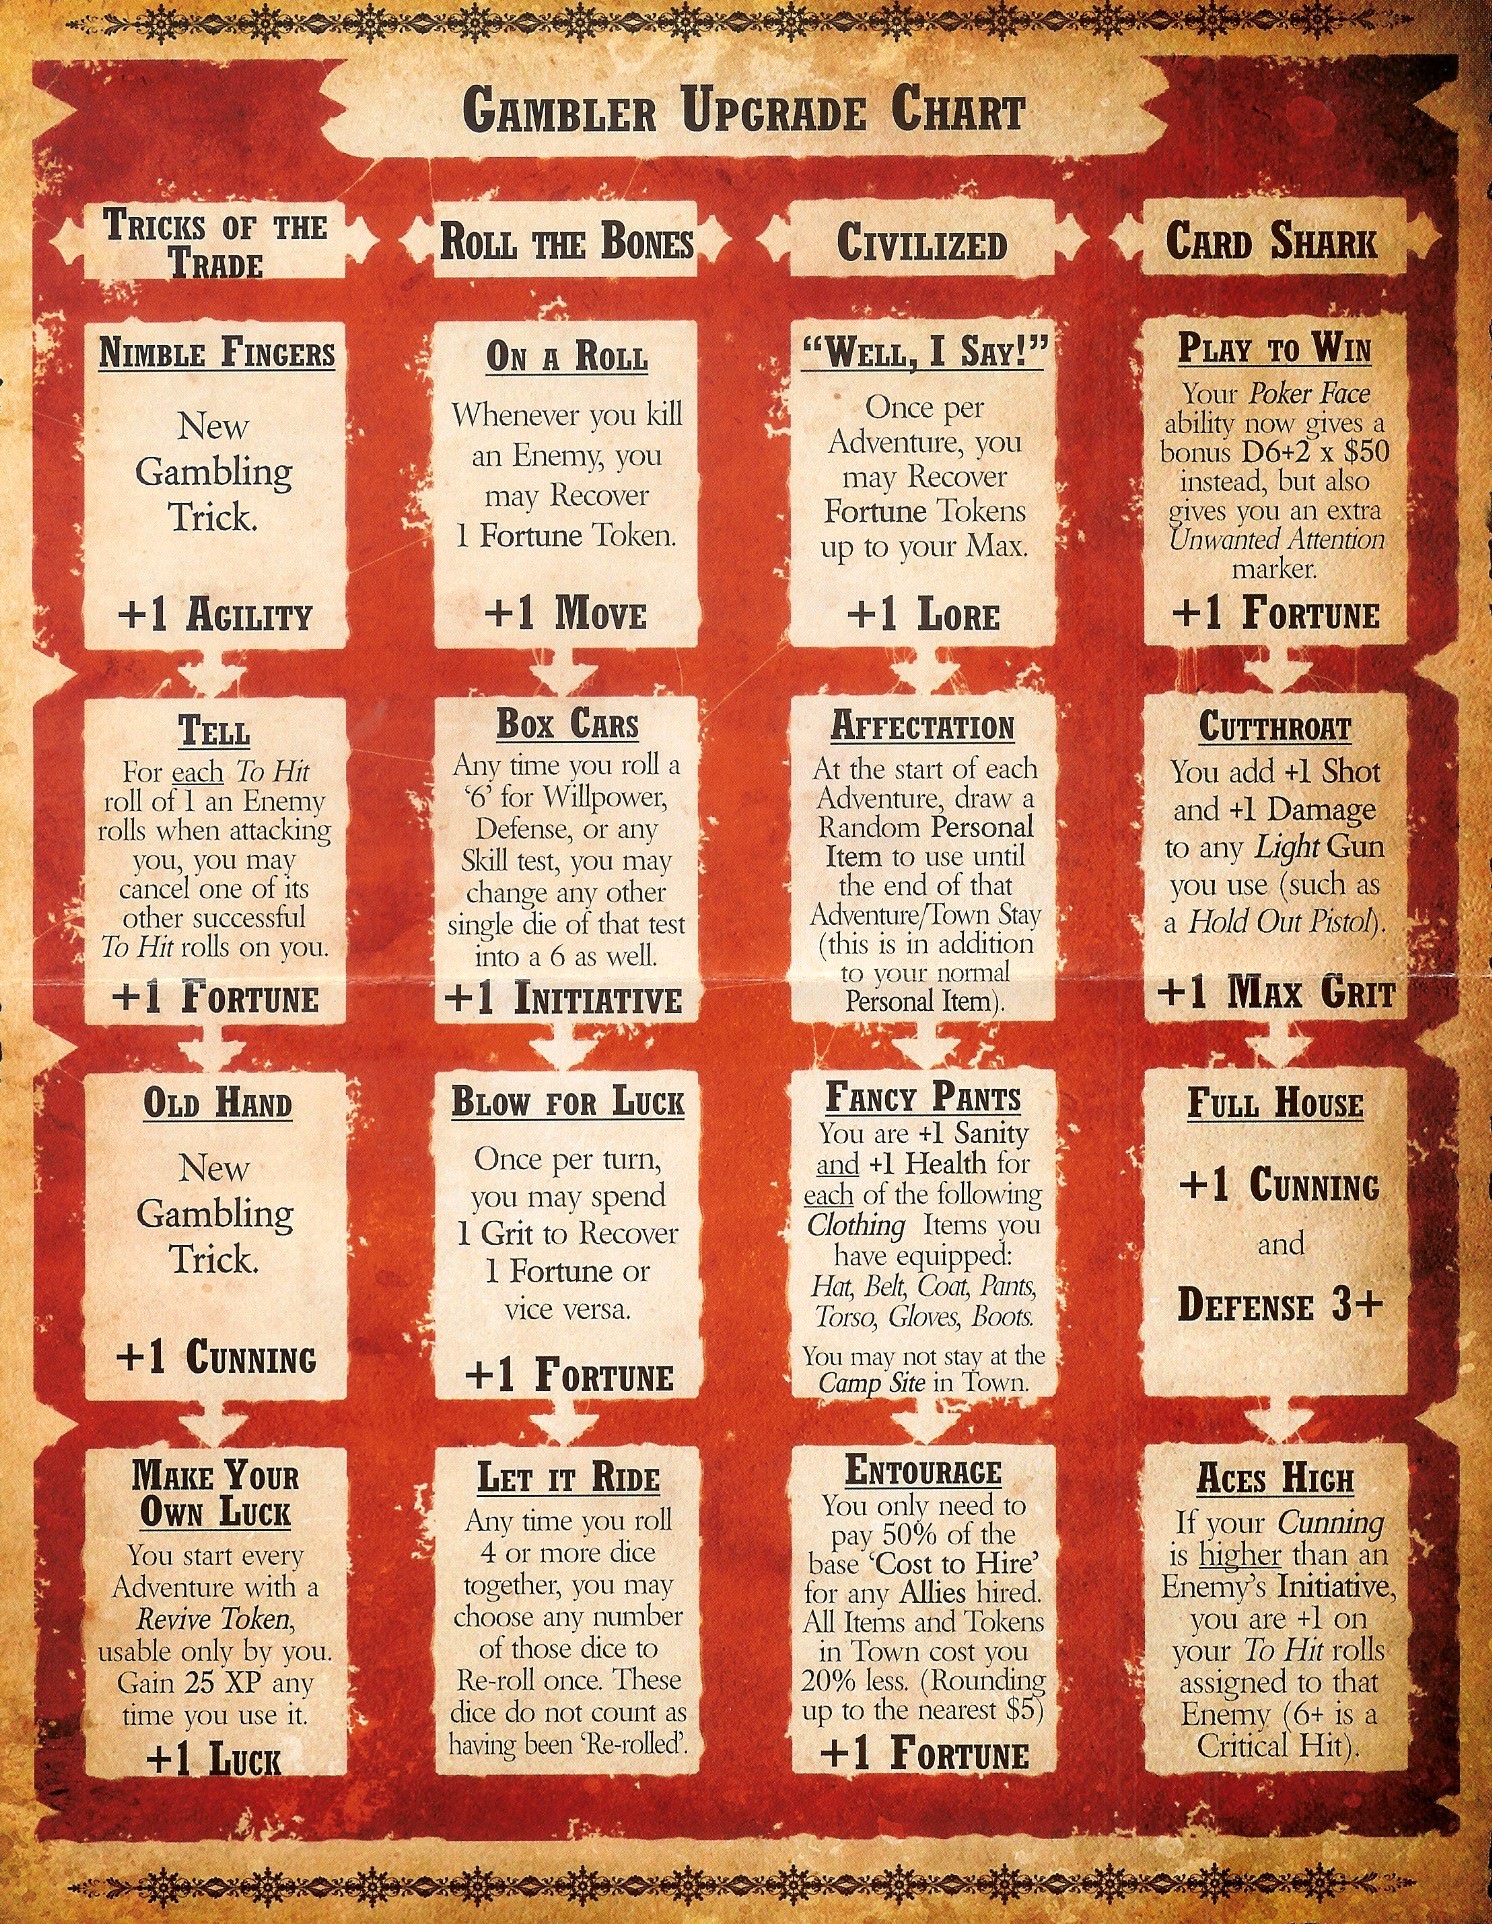 Gambler Upgrade Chart
Tricks of the
Trade
Nimble Fingers
New
Gambling
Trick.
+1 Agility
Tell
For each To Hit
roll of 1 an Enemy
rolls when attacking
you, you may
cancel one of its
other successful
To Hit rolls on you.
+1 Fortune
Old Hand
New
Gambling
Trick.
+1 Cunning
Make Your
Own Luck
You start every
Adventure with a
Revive Token,
usable only by you.
Gain 25 XP any
time you use it.
+1 Luck
Roll the Bones
On a Roll
Whenever you kill
an Enemy, you
may Recover
1 Fortune Token.
+1 Move
Box Cars
Any time you roll a
‘6’ for Willpower,
Defense, or any
Skill test, you may
change any other
single die of that test
into a 6 as well.
+1 Initiative
Blow for Luck
Once per turn,
you may spend
1 Grit to Recover
1 Fortune or
vice versa.
+1 Fortune
Let it Ride
Any time you roll
4 or more dice
together, you may
choose any number
of those dice to
Re-roll once. These
dice do not count as
having been ‘Re-rolled’.
Civilized
“Well, I Say!”
Once per
Adventure, you
may Recover
Fortune Tokens
up to your Max.
+1 Lore
Affectation
At the start of each
Adventure, draw a
Random Personal
Item to use until
the end of that
Adventure/Town Stay
(this is in addition
to your normal
Personal Item).
Fancy Pants
You are +1 Sanity
and +1 Health for
each of the following
Clothing Items you
have equipped:
Hat, Belt, Coat, Pants,
Torso, Gloves, Boots.
You may not stay at the
Camp Site in Town.
Entourage
You only need to
pay 50% of the
base ‘Cost to Hire’
for any Allies hired.
All Items and Tokens
in Town cost you
20% less. (Rounding
up to the nearest $5)
+1 Fortune
Card Shark
Play to Win
Your Poker Face
ability now gives a
bonus D6+2 x $50
instead, but also
gives you an extra
Unwanted Attention
marker.
+1 Fortune
Cutthroat
You add +1 Shot
and +1 Damage
to any Light Gun
you use (such as
a Hold Out Pistol).
+1 Max Grit
Full House
+1 Cunning
and
Defense 3+
Aces High
If your Cunning
is higher than an
Enemy’s Initiative,
you are +1 on
your To Hit rolls
assigned to that
Enemy (6+ is a
Critical Hit).